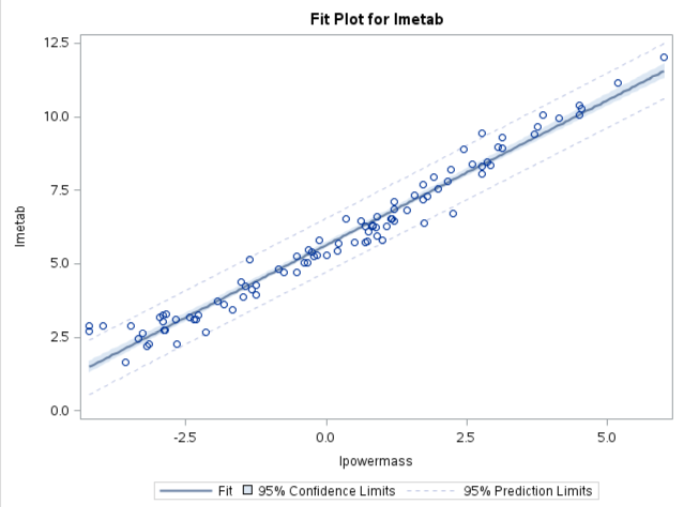 Fit Plot for lmetab
12.5
10.0
7.5
5.0
2.5
0.0
lmetab
-2.5 0.0 2.5 5.0
lpowermass
Fit 95% Confidence Limits 95% Prediction Limits